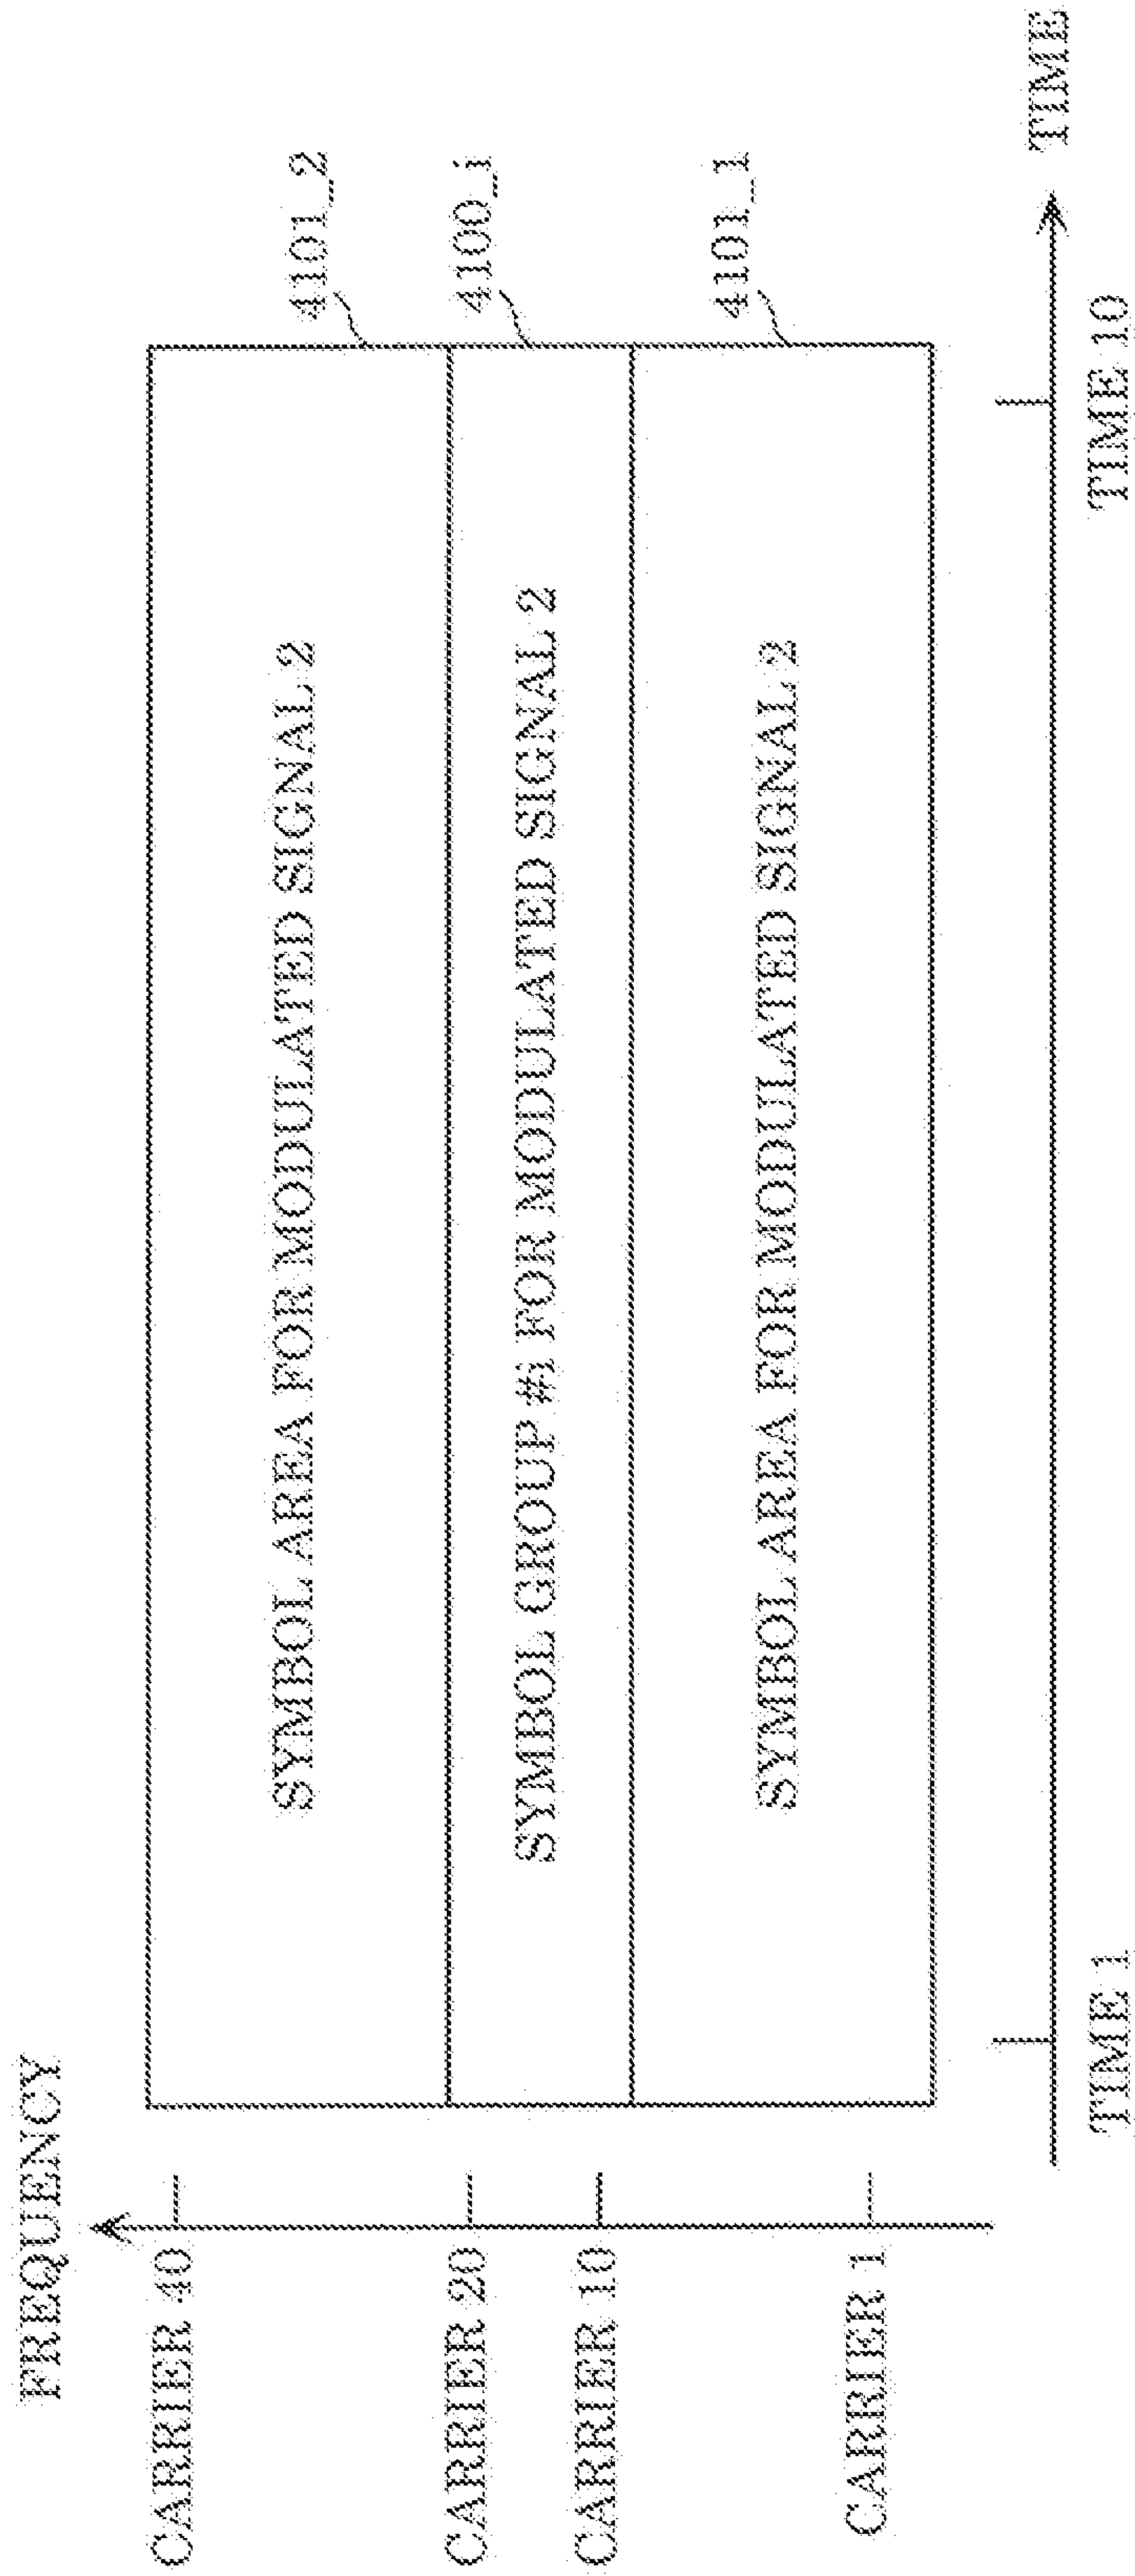 FREQUENCY
CARRIER 40
CARRIER 20
CARRIER 10
CARRIER 1
SYMBOL AREA FOR MODULATED SIGNAL 2
4101_2
SYMBOL GROUP #i FOR MODULATED SIGNAL 2
4100_i
SYMBOL AREA FOR MODULATED SIGNAL 2
4101_1
TIME 1
TIME 10
TIME